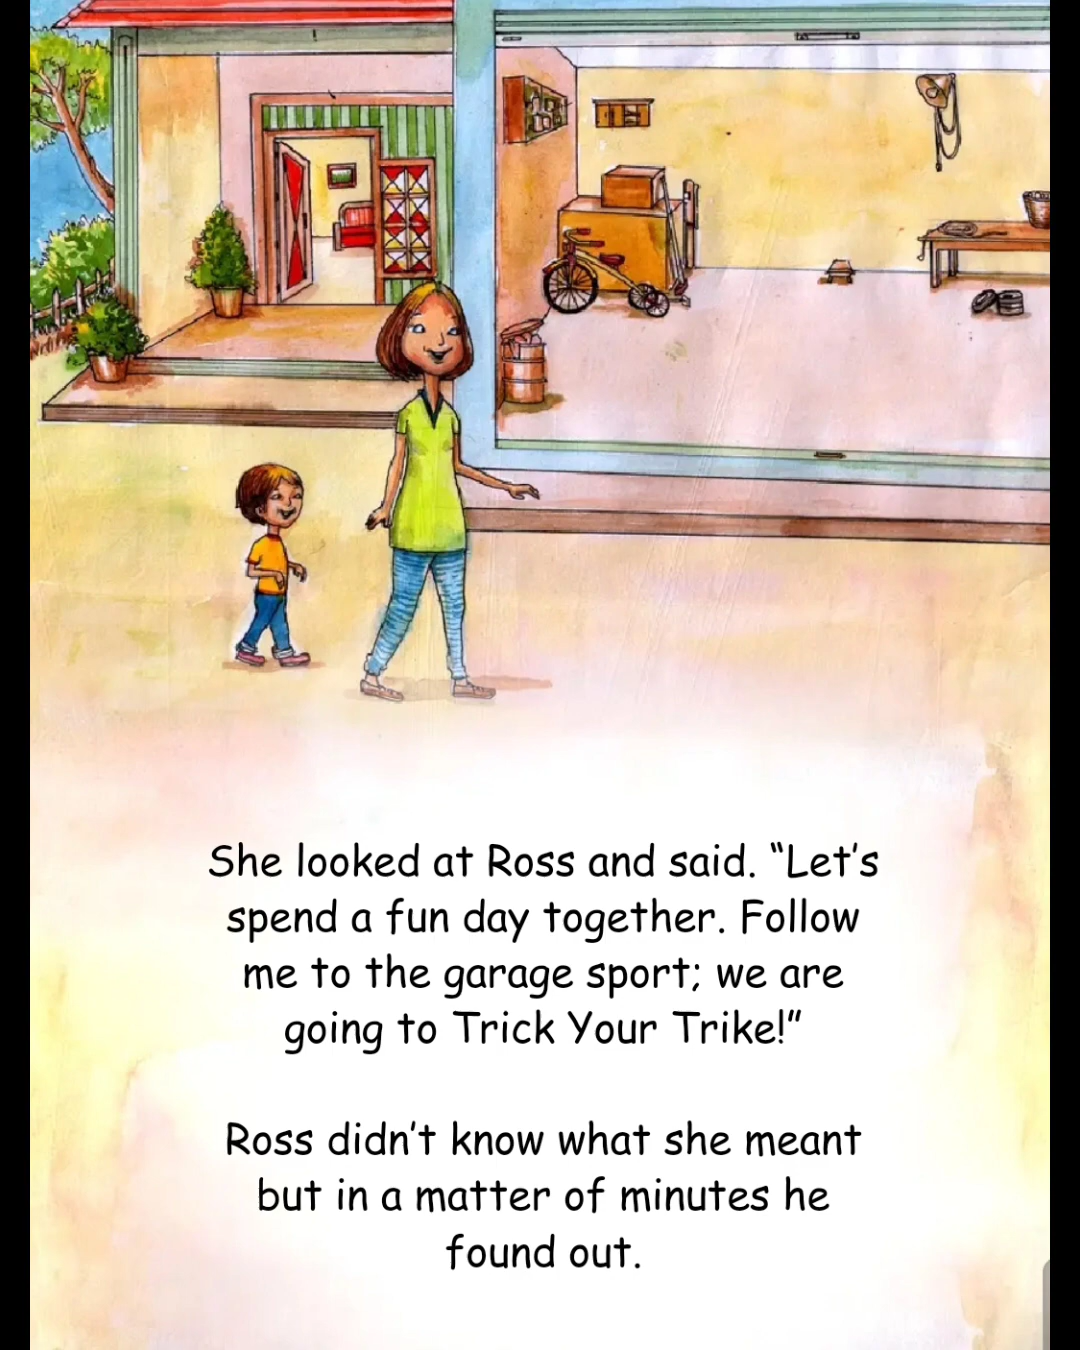 She looked at Ross and said. “Let’s
spend a fun day together. Follow
me to the garage sport; we are
going to Trick Your Trike!”
Ross didn’t know what she meant
but in a matter of minutes he
found out.